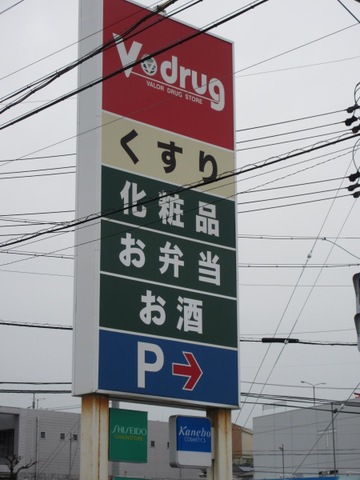 V drug
VALOR DRUG STORE
くすり
化粧品
お弁当
お酒
P
SHISEIDO
Kanebo
COSMETICS